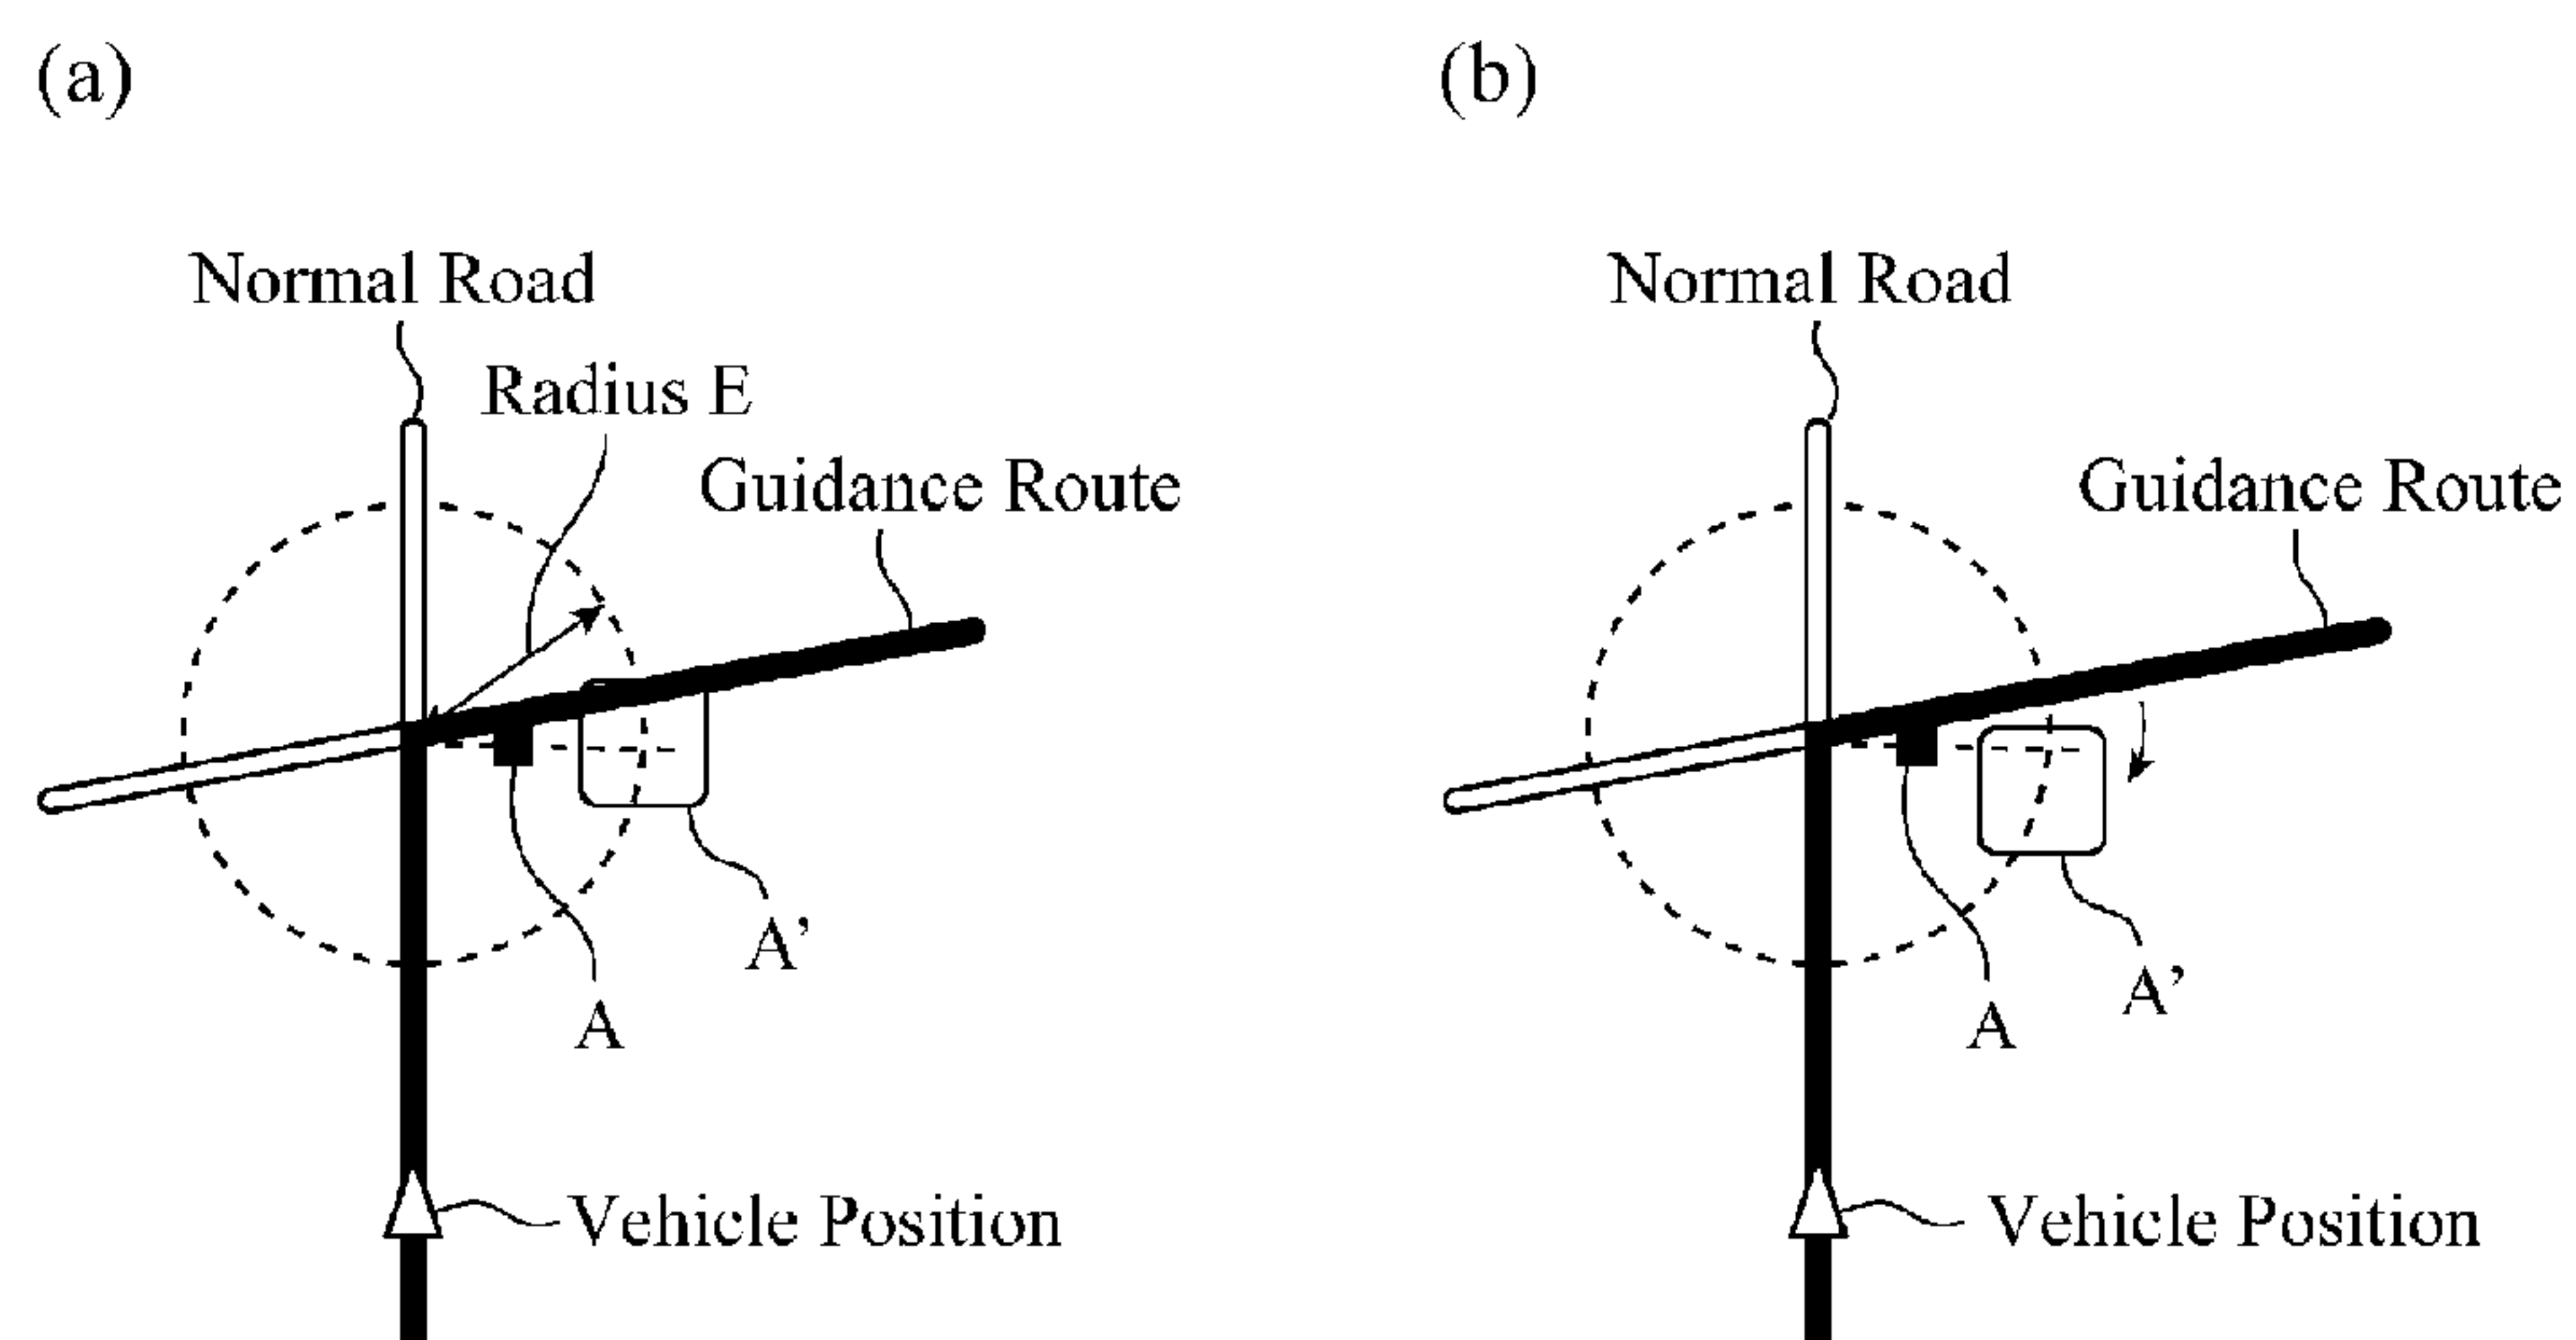 (a)
Normal Road
Radius E
Guidance Route
A’
A
Vehicle Position
(b)
Normal Road
Guidance Route
A’
A
Vehicle Position